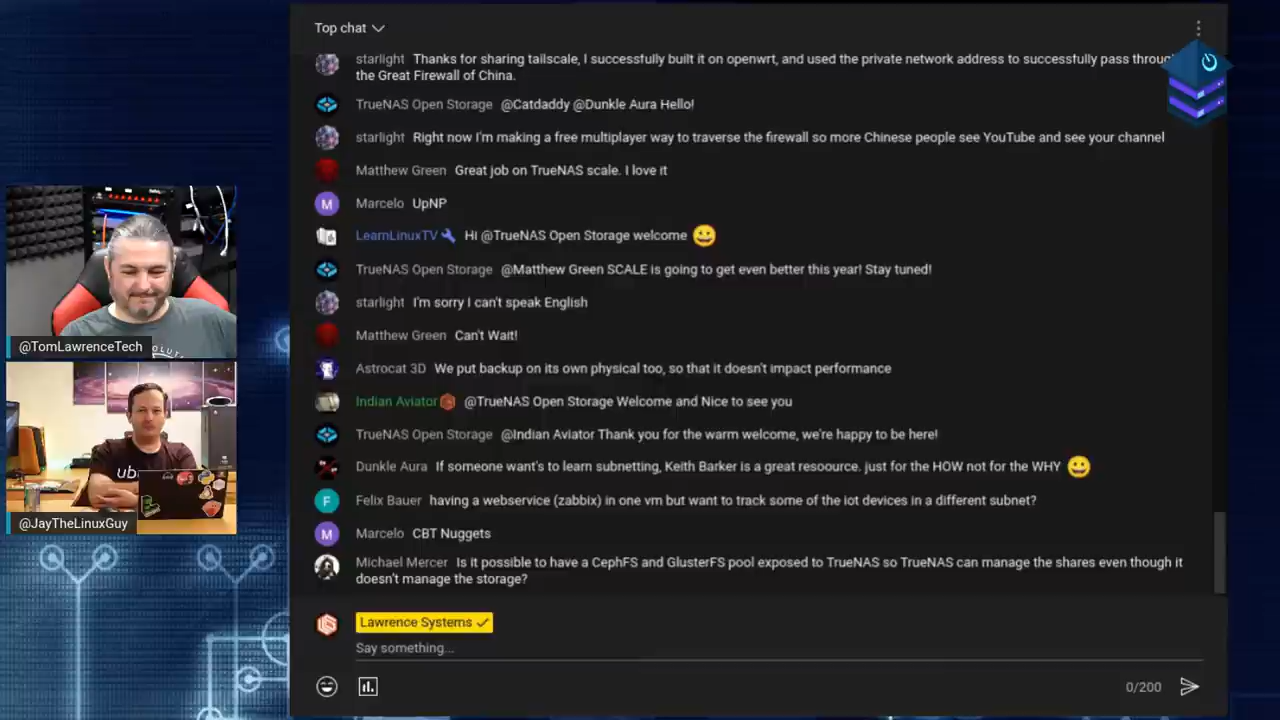 Top chat
starlight Thanks for sharing tailscale, I successfully built it on openwrt, and used the private network address to successfully pass through
the Great Firewall of China.
TrueNAS Open Storage @Catdaddy @Dunkle Aura Hello!
starlight Right now I'm making a free multiplayer way to traverse the firewall so more Chinese people see YouTube and see your channel
Matthew Green Great job on TrueNAS scale. I love it
M Marcelo UpNP
LearnLinuxTV Hi @TrueNAS Open Storage welcome 😀
TrueNAS Open Storage @Matthew Green SCALE is going to get even better this year! Stay tuned!
starlight I'm sorry I can't speak English
Matthew Green Can't Wait!
Astrocat 3D We put backup on its own physical too, so that it doesn't impact performance
Indian Aviator @TrueNAS Open Storage Welcome and Nice to see you
TrueNAS Open Storage @Indian Aviator Thank you for the warm welcome, we're happy to be here!
Dunkle Aura If someone want's to learn subnetting, Keith Barker is a great resoource. just for the HOW not for the WHY 😀
F Felix Bauer having a webservice (zabbix) in one vm but want to track some of the iot devices in a different subnet?
M Marcelo CBT Nuggets
Michael Mercer Is it possible to have a CephFS and GlusterFS pool exposed to TrueNAS so TrueNAS can manage the shares even though it
doesn't manage the storage?
Lawrence Systems
Say something...
0/200
@TomLawrenceTech
@JayTheLinuxGuy